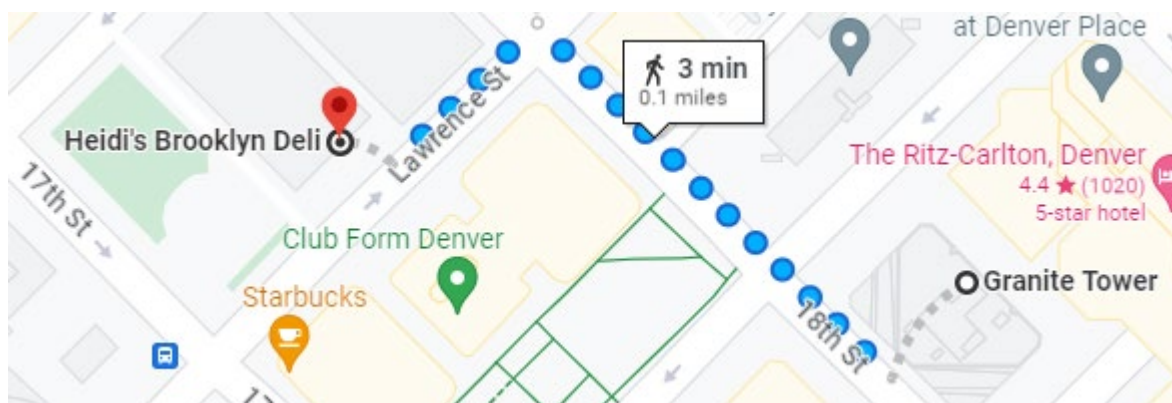 at Denver Place
3 min
0.1 miles
Lawrence St
Heidi's Brooklyn Deli
The Ritz-Carlton, Denver
4.4 ★ (1020)
5-star hotel
17th St
Club Form Denver
Granite Tower
Starbucks
18th St